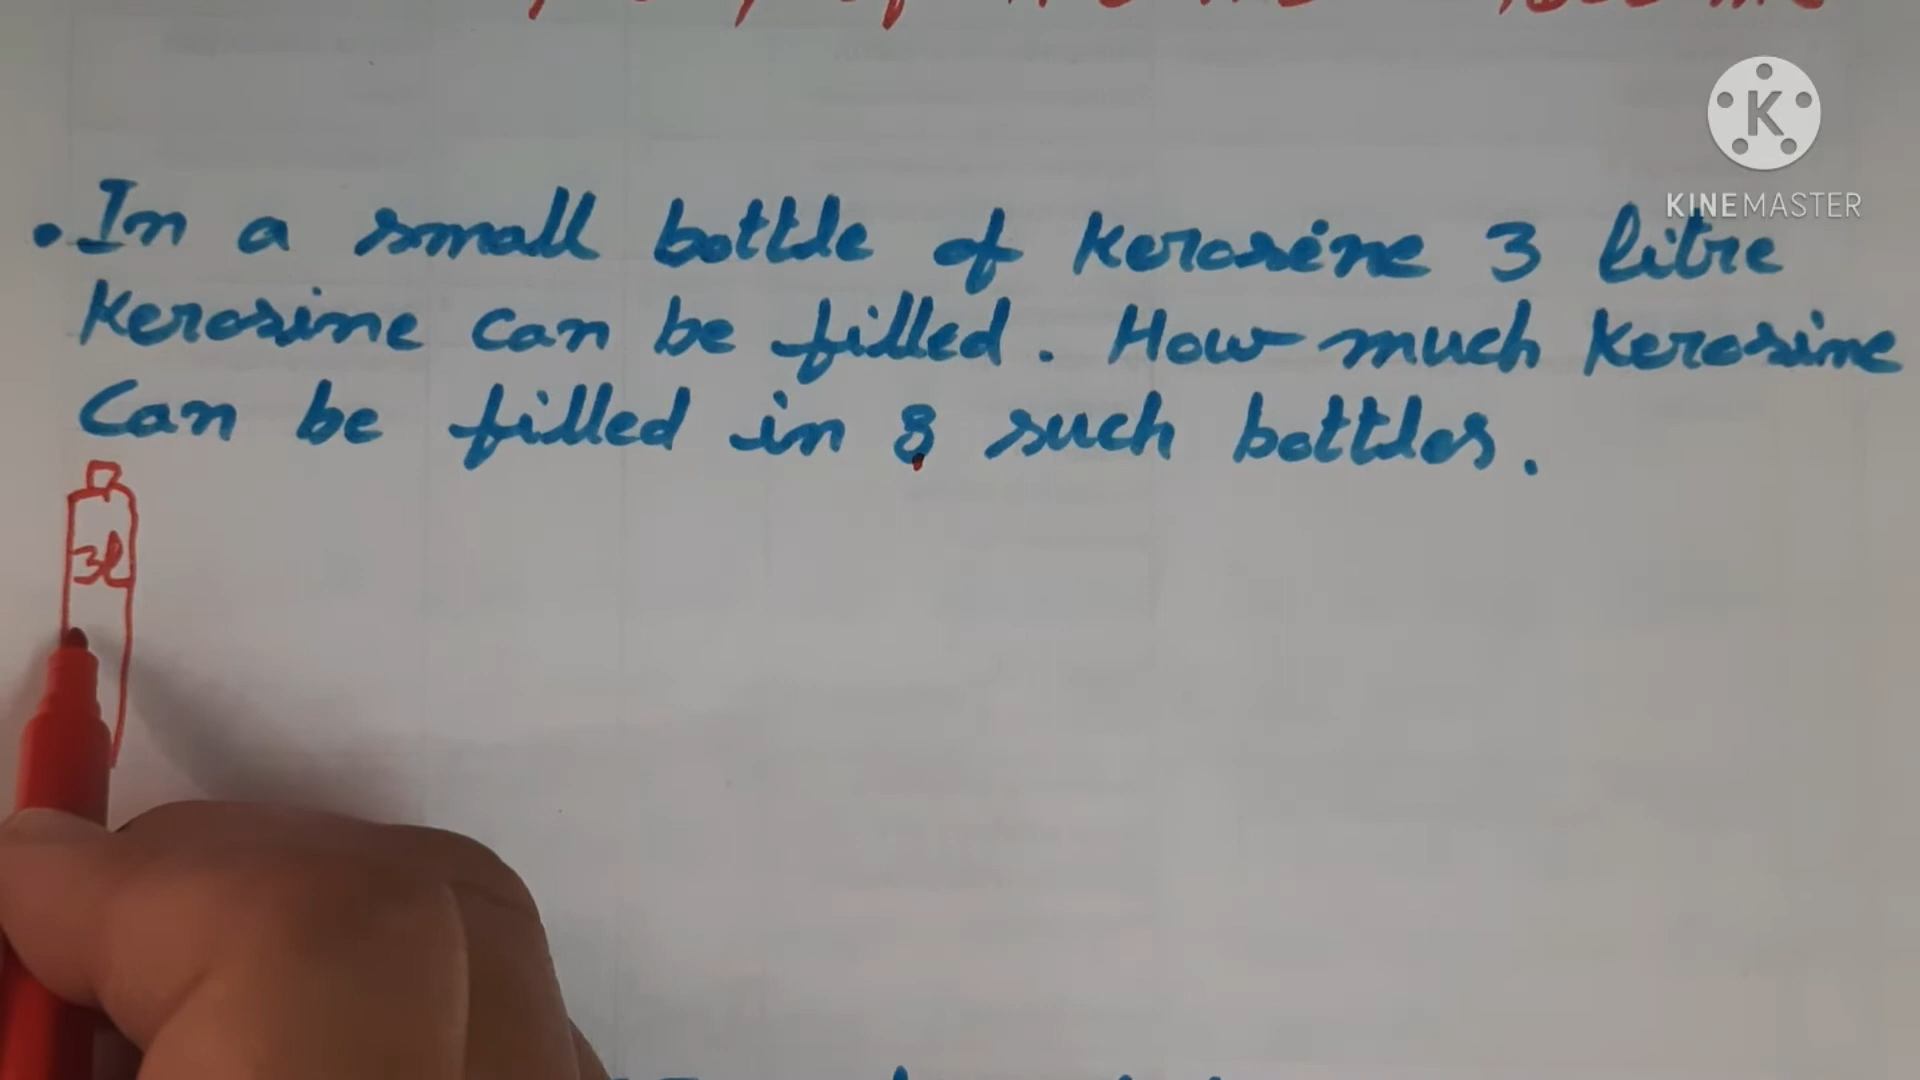 K
KINEMASTER
.In a small bottle of Kerosine 3 litre
Kerosine can be filled. How much Kerosine
Can be filled in 8 such bottles.
3l